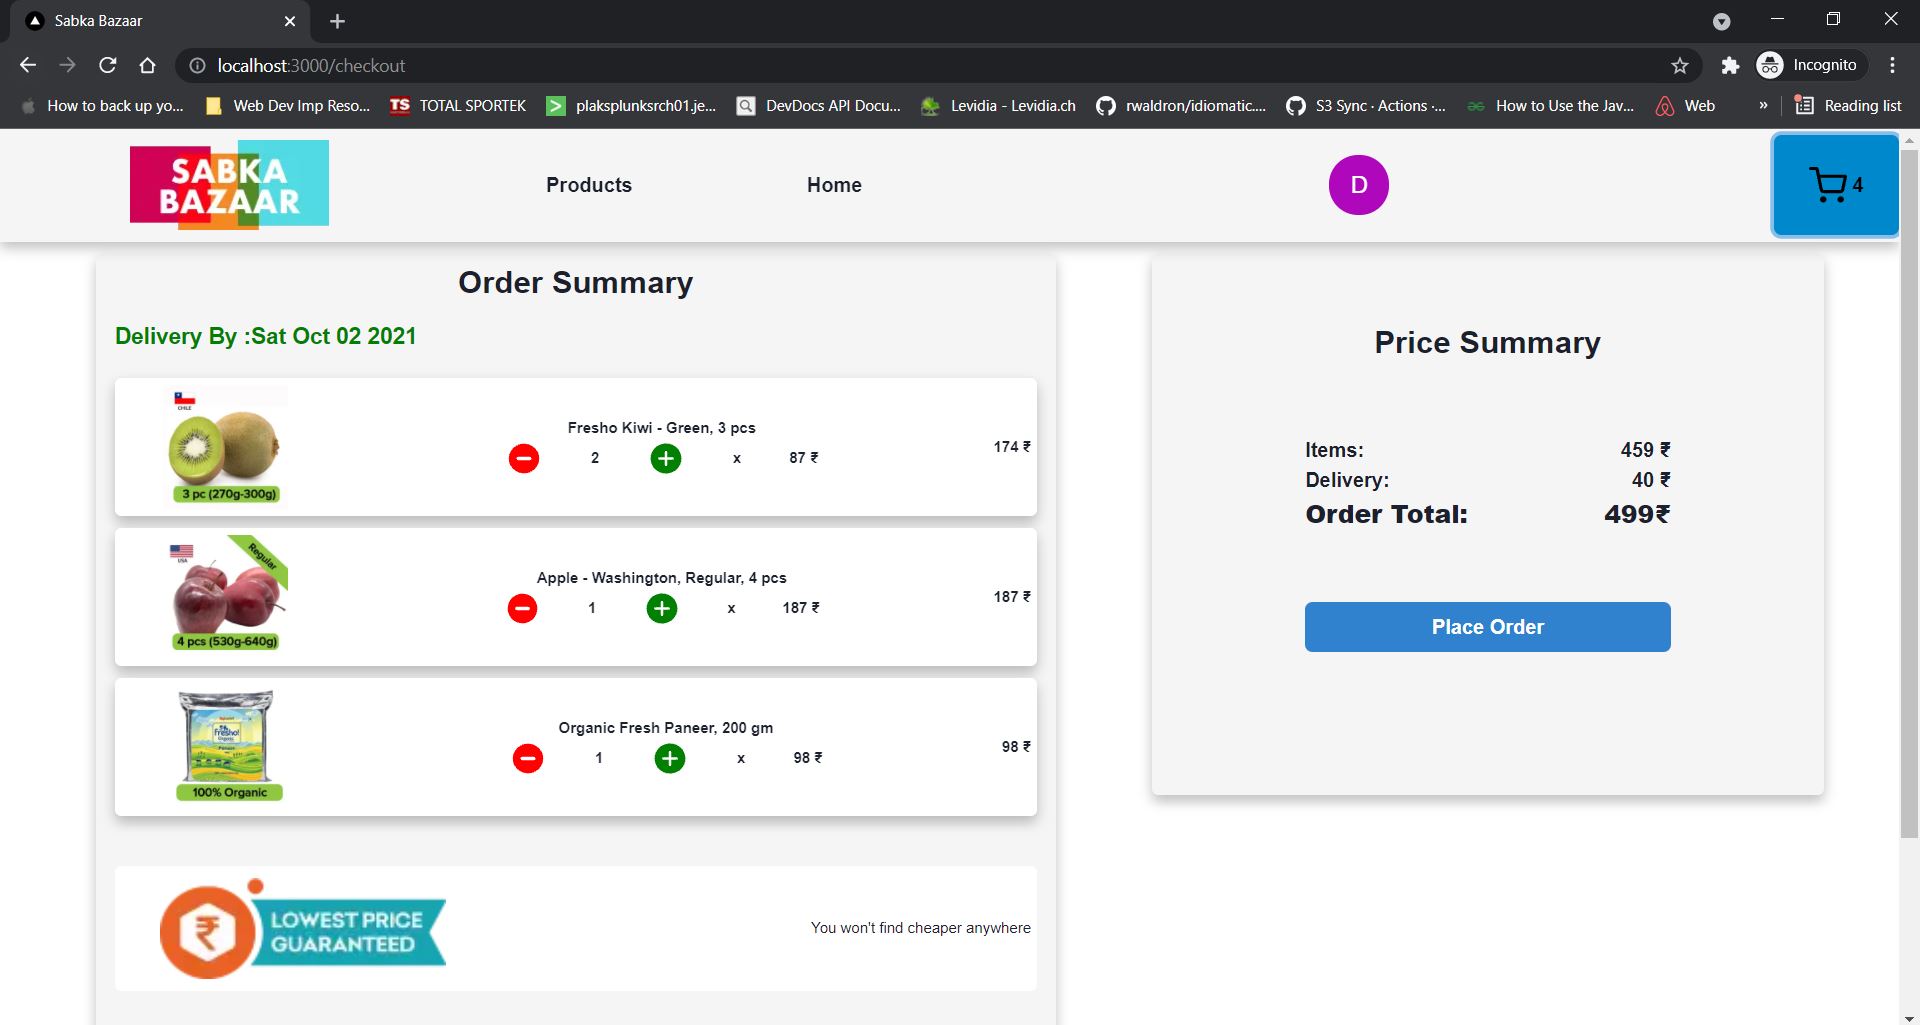 Sabka Bazaar
localhost:3000/checkout
Incognito
How to back up yo...
Web Dev Imp Reso...
TS
TOTAL SPORTEK
plaksplunksrch01.je...
DevDocs API Docu...
Levidia - Levidia.ch
rwaldron/idiomatic....
S3 Sync · Actions ·...
How to Use the Jav...
Web
»
Reading list
SABKA
BAZAAR
Products
Home
D
4
Order Summary
Delivery By :Sat Oct 02 2021
CHILE
3 pc (270g-300g)
Fresho Kiwi - Green, 3 pcs
2 x 87 ₹
174 ₹
USA
Regular
4 pcs (530g-640g)
Apple - Washington, Regular, 4 pcs
1 x 187 ₹
187 ₹
fresho!
Organic
Paneer
100% Organic
Organic Fresh Paneer, 200 gm
1 x 98 ₹
98 ₹
₹
LOWEST PRICE
GUARANTEED
You won't find cheaper anywhere
Price Summary
Items: 459 ₹
Delivery: 40 ₹
Order Total: 499₹
Place Order